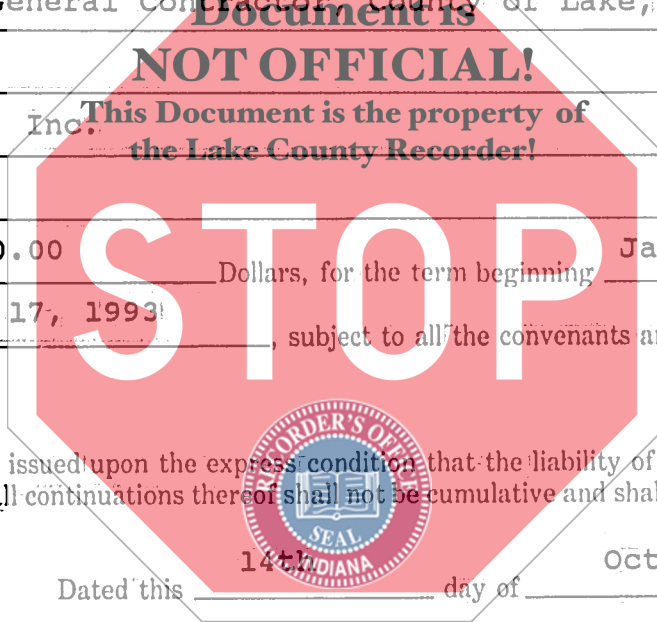 General Contractor, County of Lake,
Document is
NOT OFFICIAL!
This Document is the property of
Inc.
the Lake County Recorder!
STOP
0.00 Dollars, for the term beginning Ja
17, 1993 , subject to all the convenants a
RECORDER'S OFFICE
issued upon the express condition that the liability of
ll continuations thereof shall not be cumulative and shal
SEAL
INDIANA
14th Oct
Dated this day of